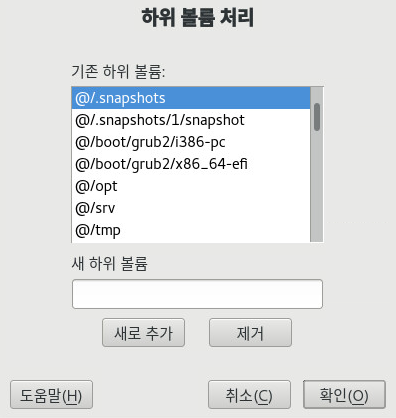 하위 볼륨 처리
기존 하위 볼륨:
@/.snapshots
@/.snapshots/1/snapshot
@/boot/grub2/i386-pc
@/boot/grub2/x86_64-efi
@/opt
@/srv
@/tmp
새 하위 볼륨
새로 추가 제거
도움말(H) 취소(C) 확인(O)